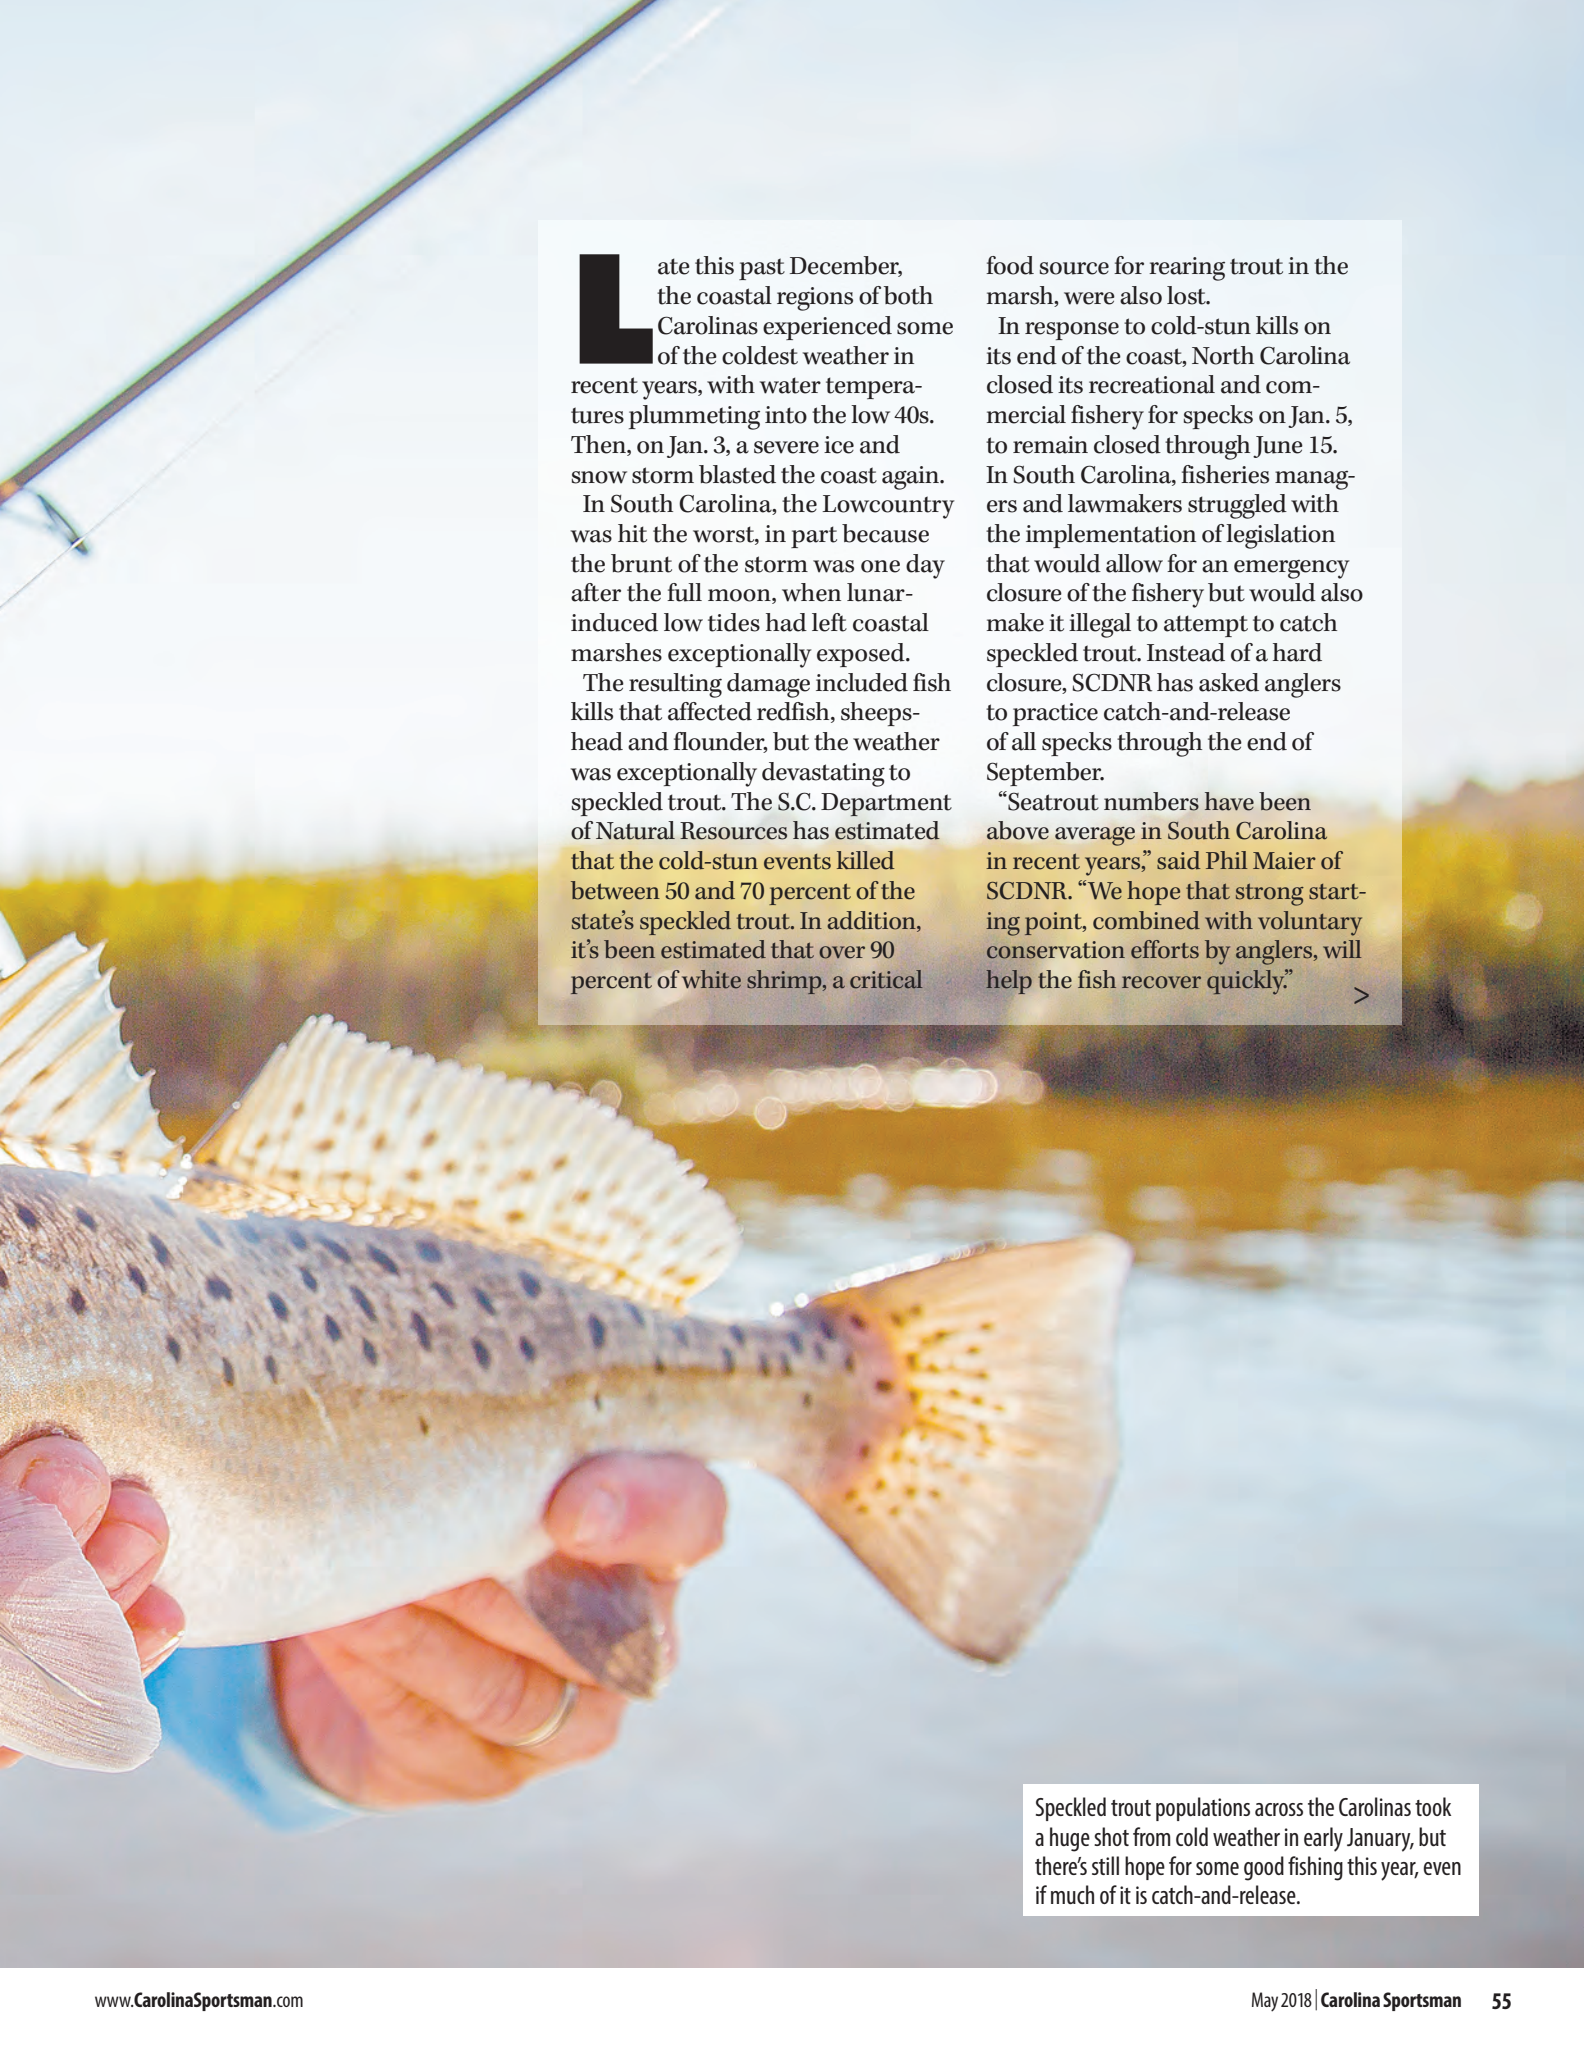 Late this past December,
the coastal regions of both
Carolinas experienced some
of the coldest weather in
recent years, with water tempera-
tures plummeting into the low 40s.
Then, on Jan. 3, a severe ice and
snow storm blasted the coast again.
In South Carolina, the Lowcountry
was hit the worst, in part because
the brunt of the storm was one day
after the full moon, when lunar-
induced low tides had left coastal
marshes exceptionally exposed.
The resulting damage included fish
kills that affected redfish, sheeps-
head and flounder, but the weather
was exceptionally devastating to
speckled trout. The S.C. Department
of Natural Resources has estimated
that the cold-stun events killed
between 50 and 70 percent of the
state’s speckled trout. In addition,
it’s been estimated that over 90
percent of white shrimp, a critical
food source for rearing trout in the
marsh, were also lost.
In response to cold-stun kills on
its end of the coast, North Carolina
closed its recreational and com-
mercial fishery for specks on Jan. 5,
to remain closed through June 15.
In South Carolina, fisheries manag-
ers and lawmakers struggled with
the implementation of legislation
that would allow for an emergency
closure of the fishery but would also
make it illegal to attempt to catch
speckled trout. Instead of a hard
closure, SCDNR has asked anglers
to practice catch-and-release
of all specks through the end of
September.
“Seatrout numbers have been
above average in South Carolina
in recent years,” said Phil Maier of
SCDNR. “We hope that strong start-
ing point, combined with voluntary
conservation efforts by anglers, will
help the fish recover quickly.”
>
Speckled trout populations across the Carolinas took
a huge shot from cold weather in early January, but
there’s still hope for some good fishing this year, even
if much of it is catch-and-release.
www.CarolinaSportsman.com
May 2018 | Carolina Sportsman 55